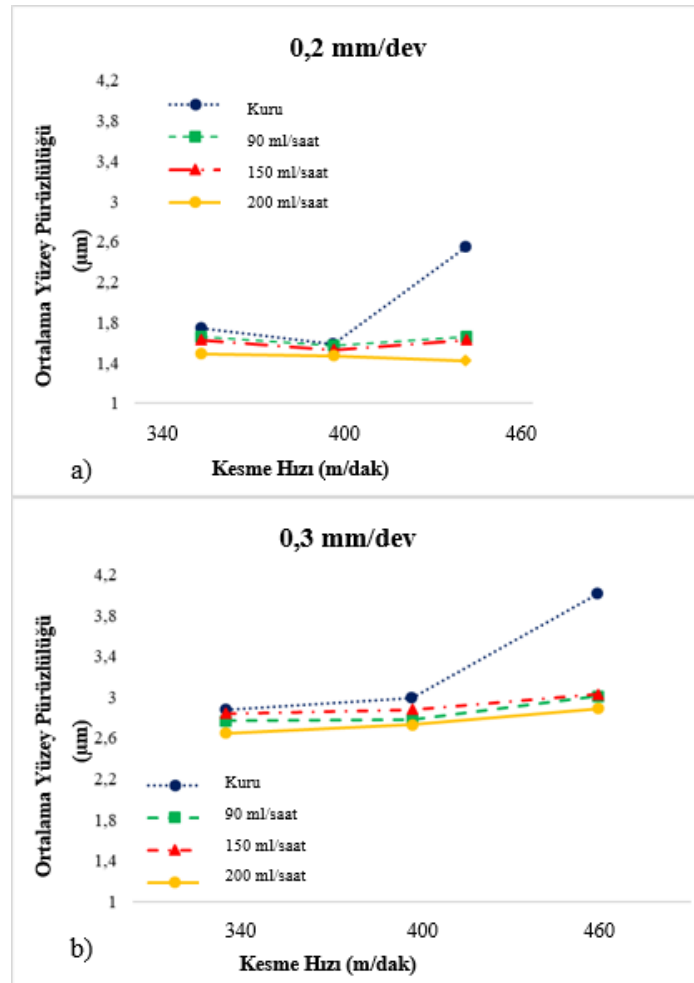 0,2 mm/dev
4,2
3,8
3,4
3
2,6
2,2
1,8
1,4
1
Ortalama Yüzey Pürüzlülüğü
(µm)
Kuru
90 ml/saat
150 ml/saat
200 ml/saat
340
400
460
Kesme Hızı (m/dak)
a)
0,3 mm/dev
4,2
3,8
3,4
3
2,6
2,2
1,8
1,4
1
Ortalama Yüzey Pürüzlülüğü
(µm)
Kuru
90 ml/saat
150 ml/saat
200 ml/saat
340
400
460
Kesme Hızı (m/dak)
b)